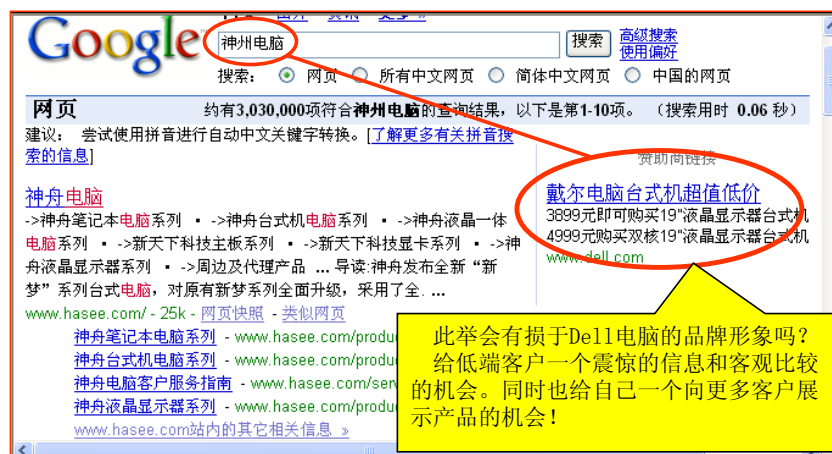 Google
神州电脑
搜索
高级搜索
使用偏好
搜索: 网页 所有中文网页 简体中文网页 中国的网页
网页 约有3,030,000项符合神州电脑的查询结果，以下是第1-10项。 （搜索用时 0.06 秒）
建议: 尝试使用拼音进行自动中文关键字转换。[了解更多有关拼音搜
索的信息]
赞助商链接
神舟电脑
->神舟笔记本电脑系列 ▪ ->神舟台式机电脑系列 ▪ ->神舟液晶一体
电脑系列 ▪ ->新天下科技主板系列 ▪ ->新天下科技显卡系列 ▪ ->神
舟液晶显示器系列 ▪ ->周边及代理产品 ... 导读:神舟发布全新“新
梦”系列台式电脑，对原有新梦系列全面升级，采用了全. ...
www.hasee.com/ - 25k - 网页快照 - 类似网页
神舟笔记本电脑系列 - www.hasee.com/produ
神舟台式机电脑系列 - www.hasee.com/produ
神舟电脑客户服务指南 - www.hasee.com/ser
神舟液晶显示器系列 - www.hasee.com/produ
www.hasee.com站内的其它相关信息 »
戴尔电脑台式机超值低价
3899元即可购买19"液晶显示器台式机
4999元购买双核19"液晶显示器台式机
www.dell.com
此举会有损于Dell电脑的品牌形象吗?
给低端客户一个震惊的信息和客观比较
的机会。同时也给自己一个向更多客户展
示产品的机会!